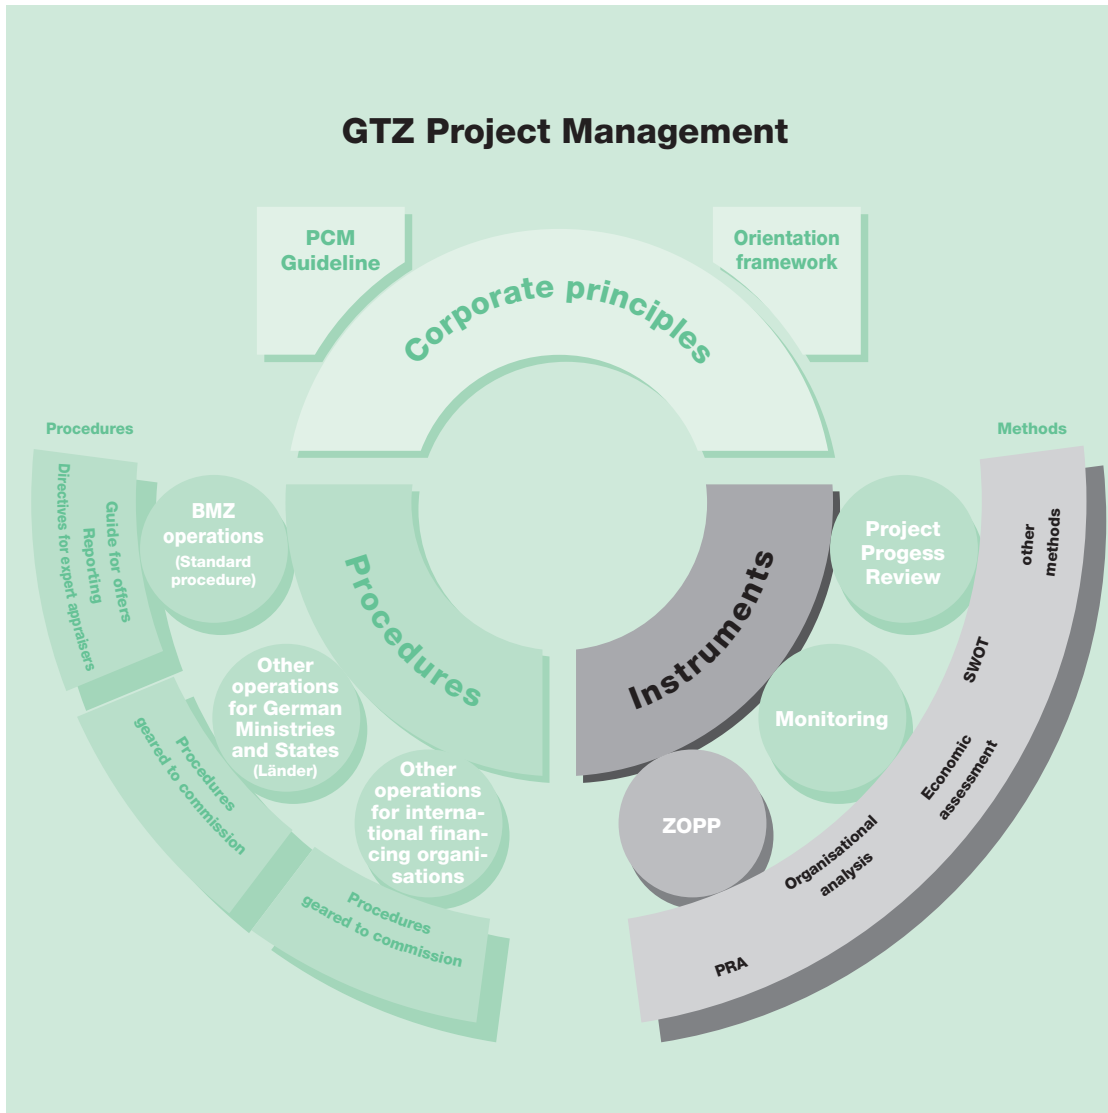 GTZ Project Management
PCM
Guideline
Orientation
framework
Corporate principles
Procedures
Methods
Directives for expert appraisers
Reporting
Guide for offers
BMZ
operations
(Standard
procedure)
Procedures
Instruments
Project
Progess
Review
other
methods
Other
operations
for German
Ministries
and States
(Länder)
Procedures
geared to commission
Monitoring
SWOT
Other
operations
for interna-
tional finan-
cing organi-
sations
ZOPP
Economic
assessment
Organisational
analysis
Procedures
geared to commission
PRA